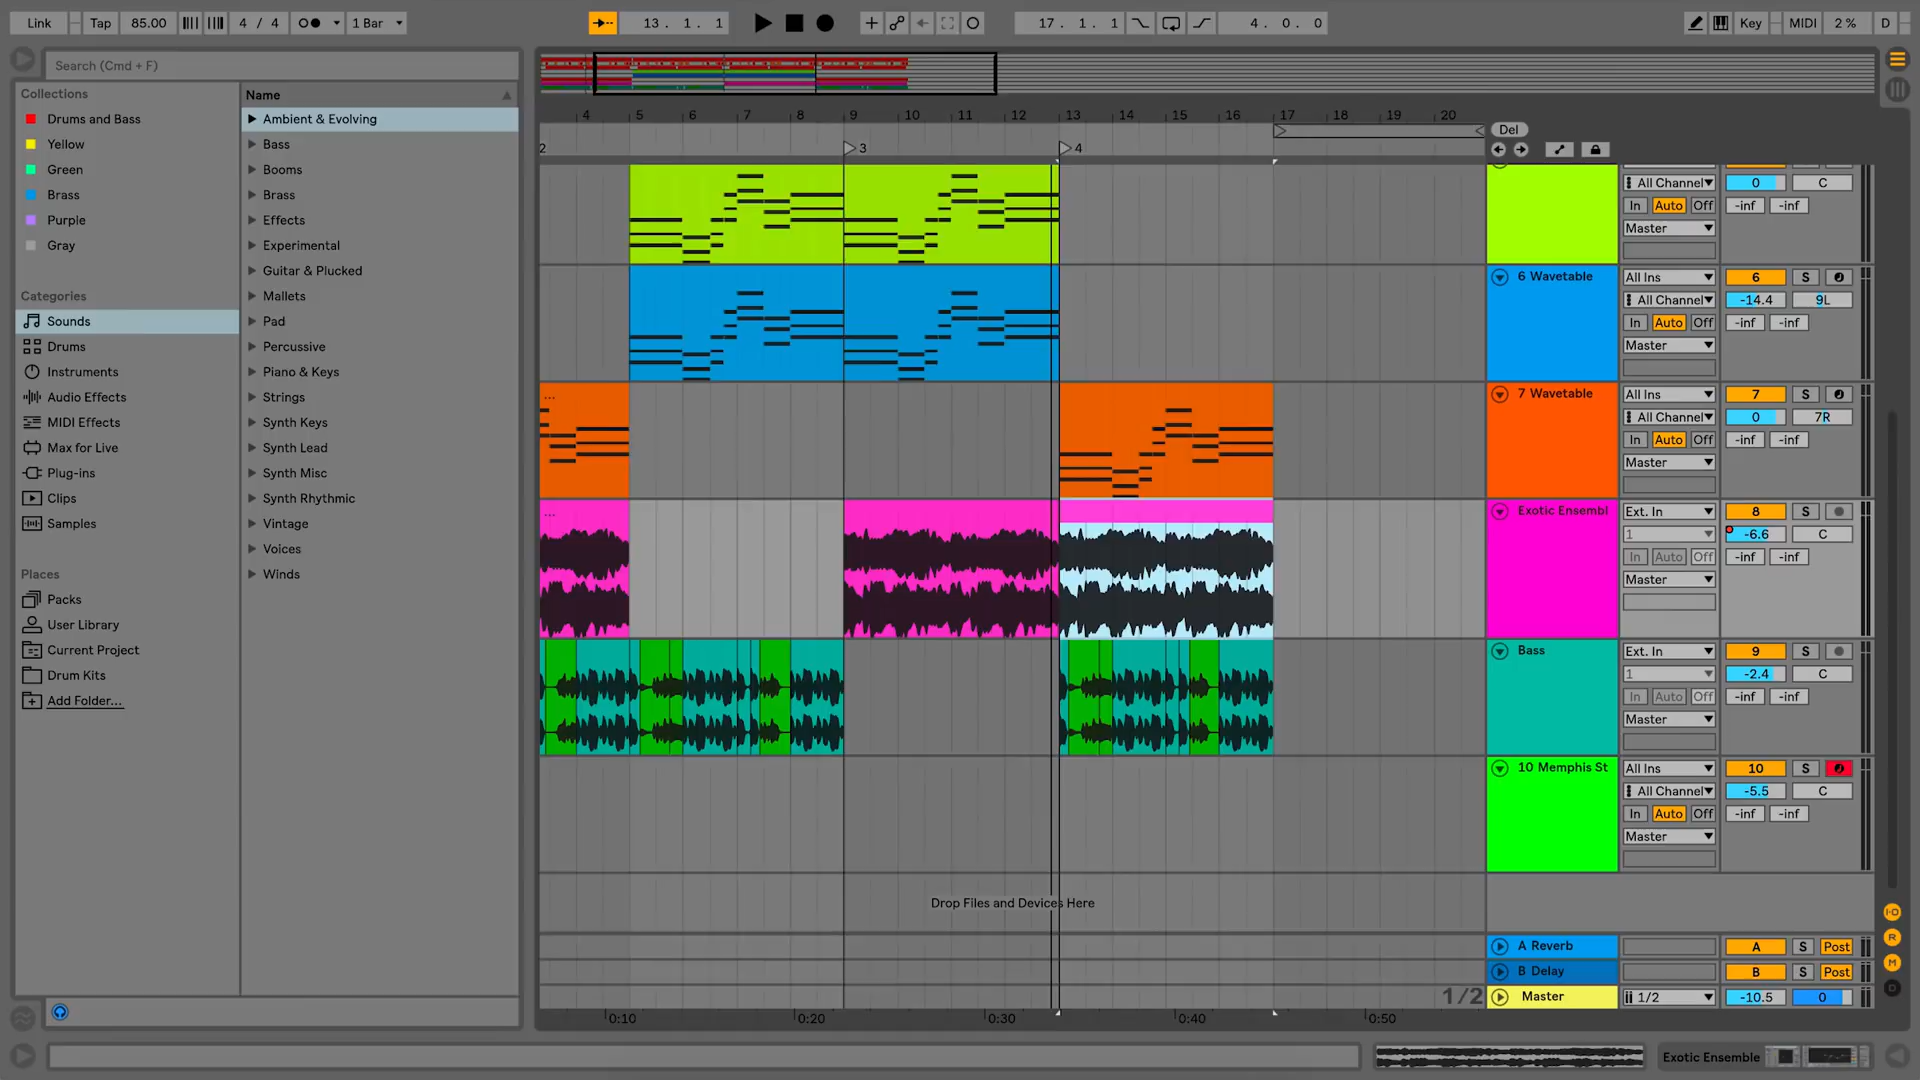 Link Tap 85.00 4 / 4 1 Bar 13. 1. 1 17. 1. 1 4. 0. 0 Key MIDI 2 % D
Search (Cmd + F)
Collections
Drums and Bass
Yellow
Green
Brass
Purple
Gray
Categories
Sounds
Drums
Instruments
Audio Effects
MIDI Effects
Max for Live
Plug-ins
Clips
Samples
Places
Packs
User Library
Current Project
Drum Kits
Add Folder...
Name
Ambient & Evolving
Bass
Booms
Brass
Effects
Experimental
Guitar & Plucked
Mallets
Pad
Percussive
Piano & Keys
Strings
Synth Keys
Synth Lead
Synth Misc
Synth Rhythmic
Vintage
Voices
Winds
4 5 6 7 8 9 10 11 12 13 14 15 16 17 18 19 20
Del
2 3 4
All Channel 0 C
In Auto Off -inf -inf
Master
6 Wavetable All Ins 6 S
All Channel -14.4 9L
In Auto Off -inf -inf
Master
...
7 Wavetable All Ins 7 S
All Channel 0 7R
In Auto Off -inf -inf
Master
...
Exotic Ensembl Ext. In 8 S
1 -6.6 C
In Auto Off -inf -inf
Master
Bass Ext. In 9 S
1 -2.4 C
In Auto Off -inf -inf
Master
10 Memphis St All Ins 10 S
All Channel -5.5 C
In Auto Off -inf -inf
Master
Drop Files and Devices Here
I-O
R
M
D
A Reverb A S Post
B Delay B S Post
1/2 Master 1/2 -10.5 0
0:10 0:20 0:30 0:40 0:50
Exotic Ensemble